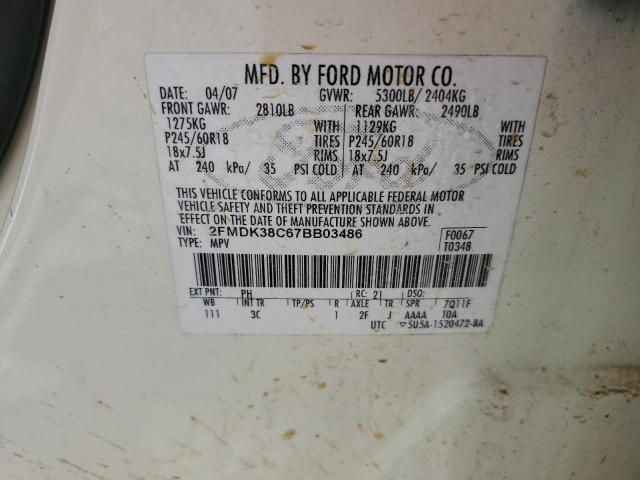 MFD. BY FORD MOTOR CO.
DATE: 04/07 GVWR: 5300LB/ 2404KG
FRONT GAWR: 2810LB REAR GAWR: 2490LB
1275KG WITH 1129KG WITH
P245/60R18 TIRES P245/60R18 TIRES
18x7.5J RIMS 18x7.5J RIMS
AT 240 kPa/ 35 PSI COLD AT 240 kPa/ 35 PSI COLD
THIS VEHICLE CONFORMS TO ALL APPLICABLE FEDERAL MOTOR
VEHICLE SAFETY AND THEFT PREVENTION STANDARDS IN
EFFECT ON THE DATE OF MANUFACTURE SHOWN ABOVE.
VIN: 2FMDK38C67BB03486 F0067
TYPE: MPV T0348
EXT PNT: PH RC: 21 DSO:
WB INT TR TP/PS R AXLE TR SPR 7Q11F
111 3C 1 2F J AAAA T0A
UTC ▽5U5A-1520472-BA